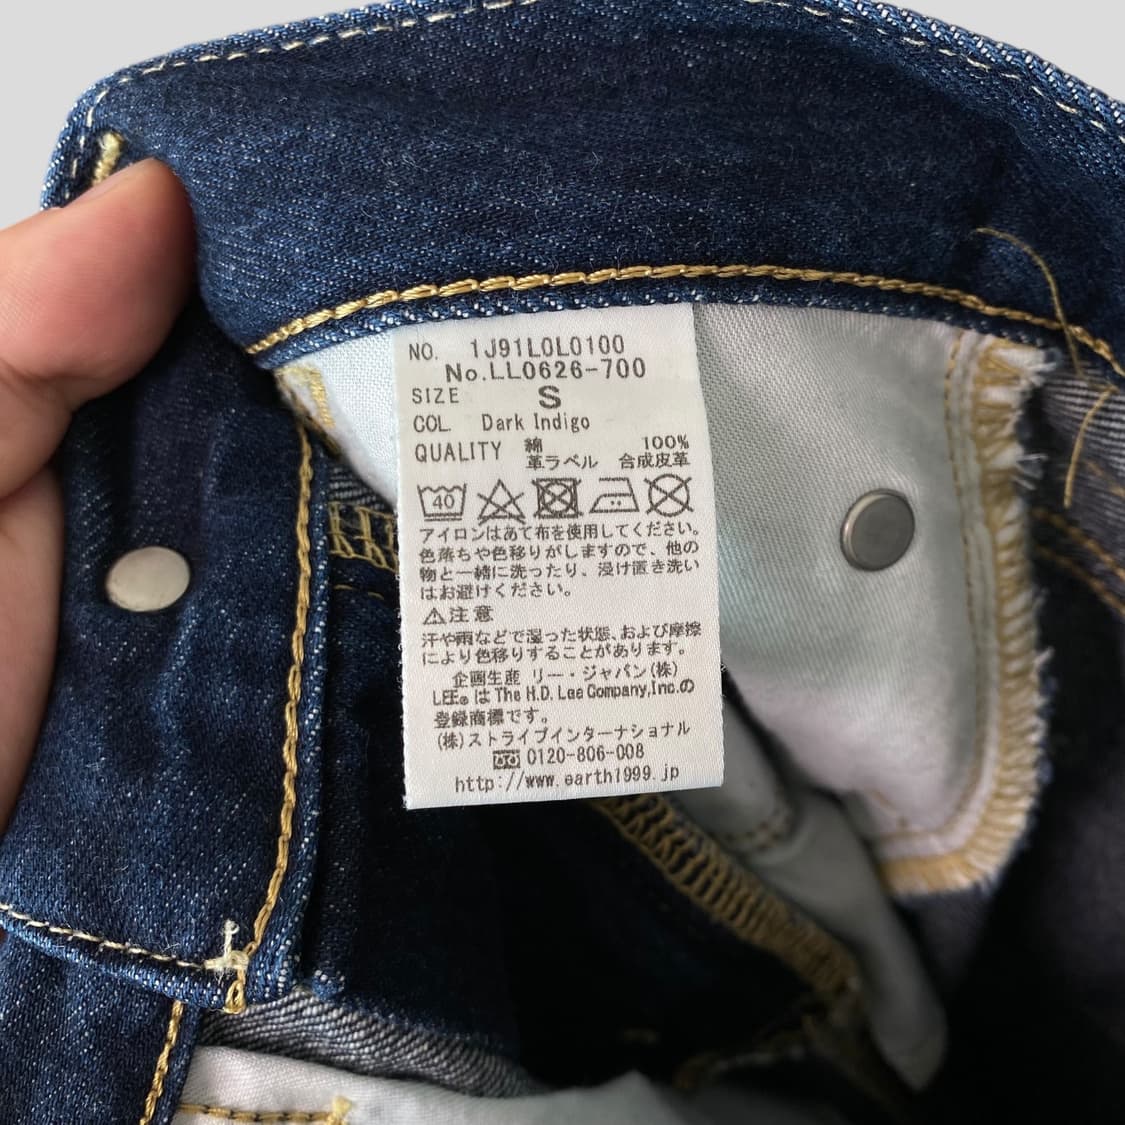 NO. 1J91L0L0100
No.LL0626-700
SIZE S
COL. Dark Indigo
QUALITY 綿 100%
革ラベル 合成皮革
40
アイロンはあて布を使用してください。
色落ちや色移りがしますので、他の
物と一緒に洗ったり、浸け置き洗い
はお避けください。
⚠注意
汗や雨などで湿った状態、および摩擦
により色移りすることがあります。
企画生産 リー・ジャパン(株)
LEE®はThe H.D. Lee Company,Inc.の
登録商標です。
(株)ストライプインターナショナル
0120-806-008
http://www.earth1999.jp